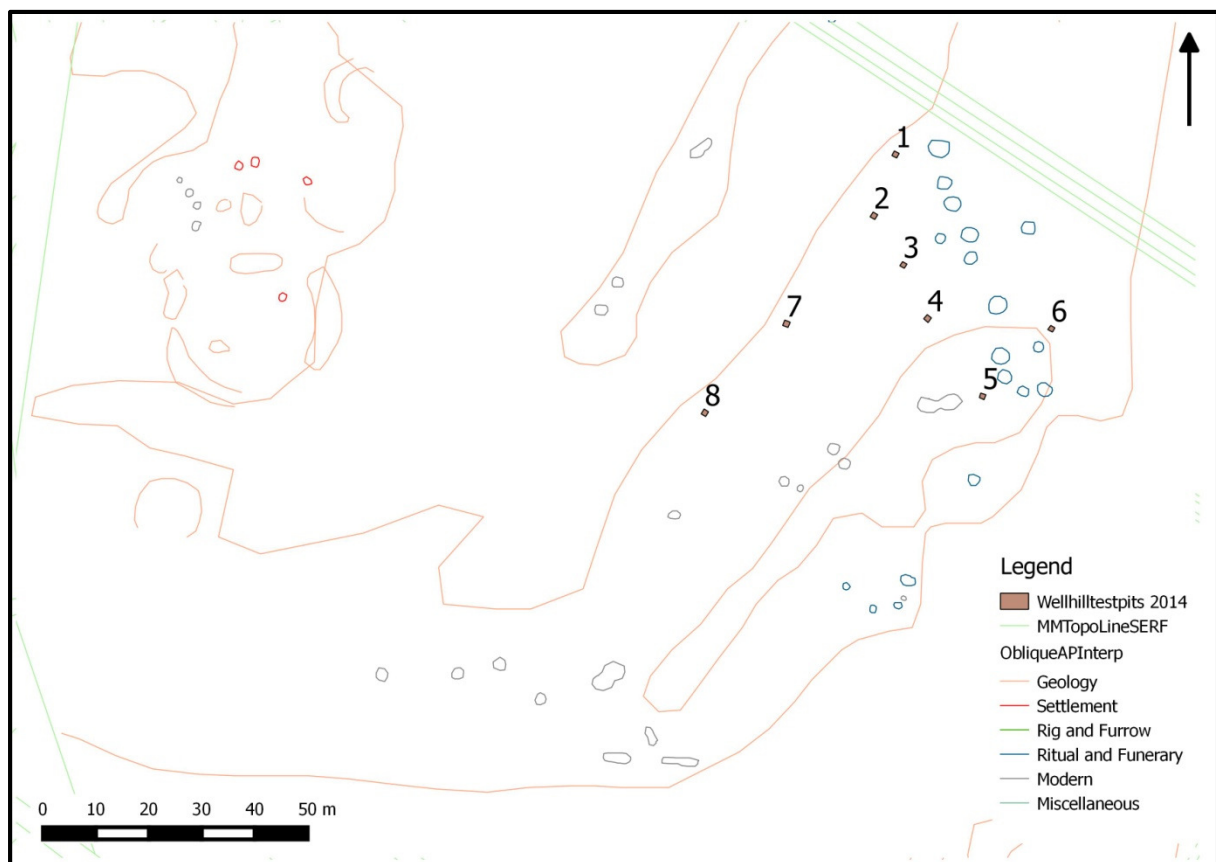 1
2
3
4
7
6
5
8
Legend
Wellhilltestpits 2014
MMTopoLineSERF
ObliqueAPInterp
Geology
Settlement
Rig and Furrow
Ritual and Funerary
Modern
Miscellaneous
0 10 20 30 40 50 m